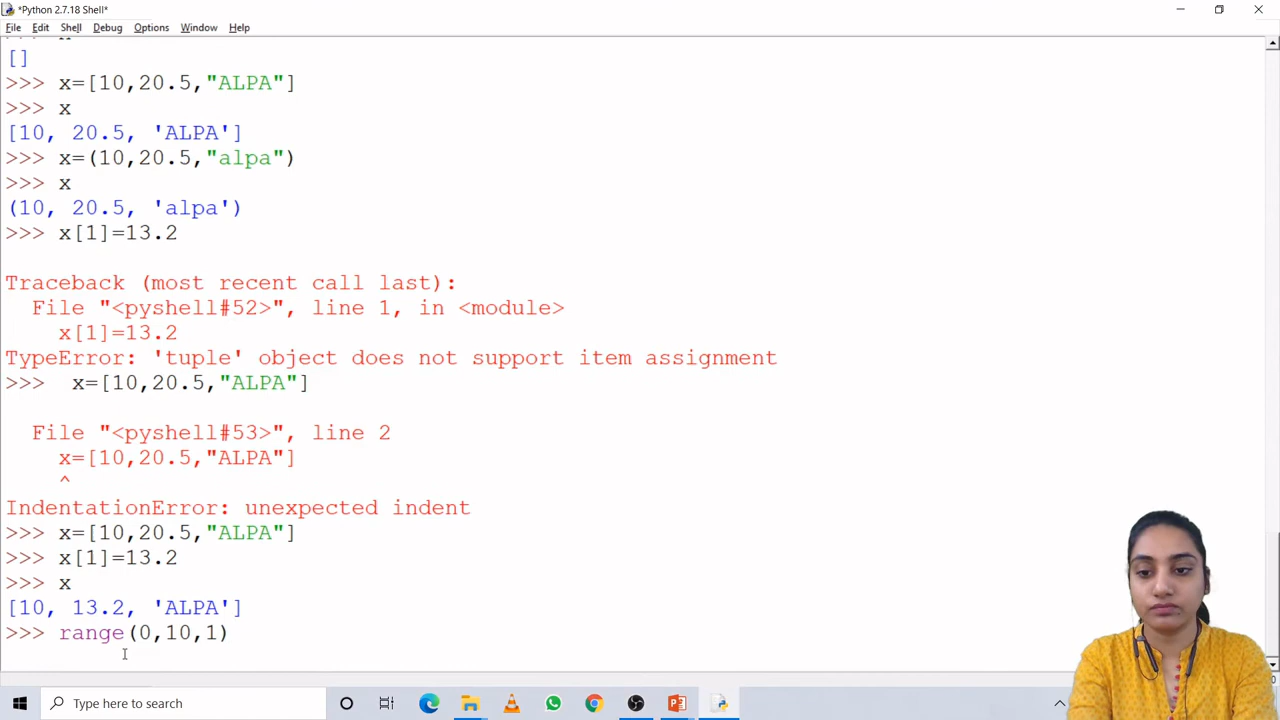 *Python 2.7.18 Shell*
File Edit Shell Debug Options Window Help
[]
>>> x=[10,20.5,"ALPA"]
>>> x
[10, 20.5, 'ALPA']
>>> x=(10,20.5,"alpa")
>>> x
(10, 20.5, 'alpa')
>>> x[1]=13.2
Traceback (most recent call last):
  File "<pyshell#52>", line 1, in <module>
    x[1]=13.2
TypeError: 'tuple' object does not support item assignment
>>>  x=[10,20.5,"ALPA"]
  File "<pyshell#53>", line 2
    x=[10,20.5,"ALPA"]
    ^
IndentationError: unexpected indent
>>> x=[10,20.5,"ALPA"]
>>> x[1]=13.2
>>> x
[10, 13.2, 'ALPA']
>>> range(0,10,1)
Type here to search